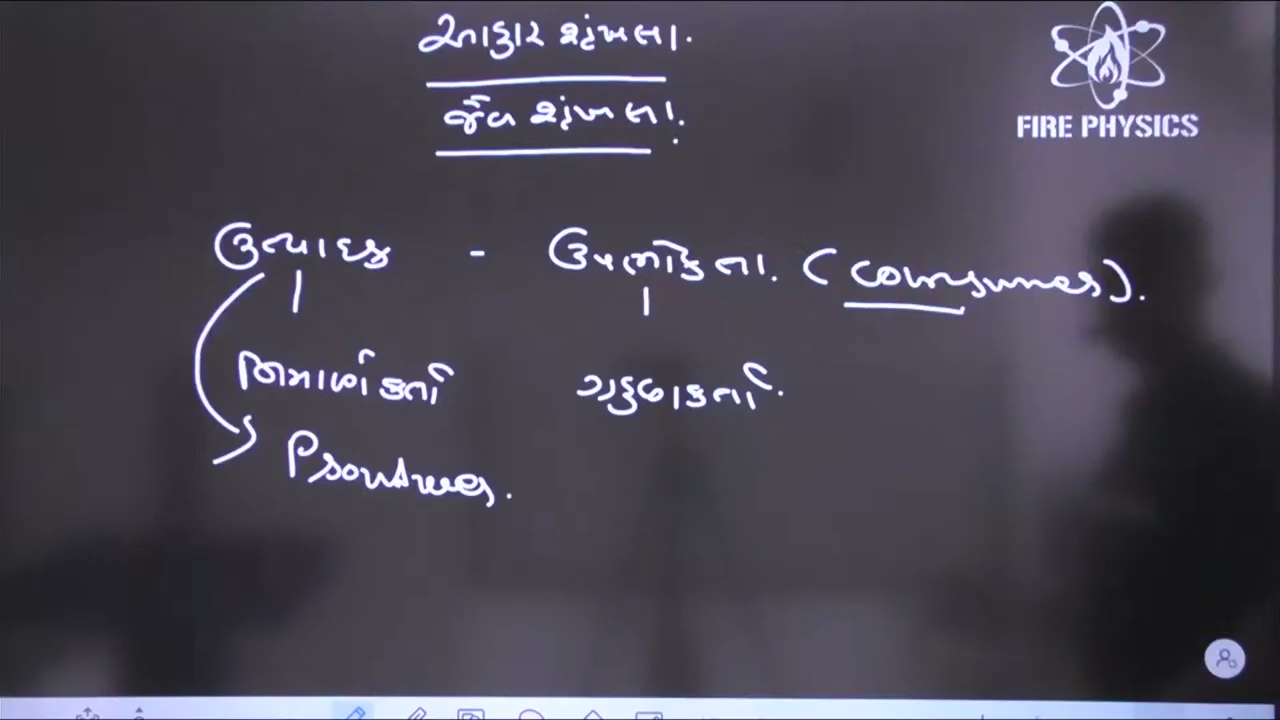 આહાર શૃંખલા.
જૈવ શૃંખલા.
FIRE PHYSICS
ઉત્પાદક - ઉપભોક્તા. (consumer).
નિર્માણકર્તા ગ્રહણકર્તા.
Producer.